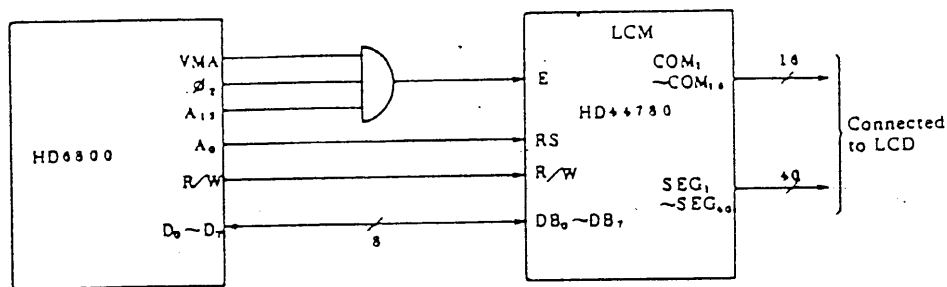 HD6800
VMA
Ø₂
A₁₅
A₀
R/W
D₀~D₇
8
LCM
HD44780
E
RS
R/W
DB₀~DB₇
COM₁
~COM₁₆
SEG₁
~SEG₄₀
16
40
Connected
to LCD